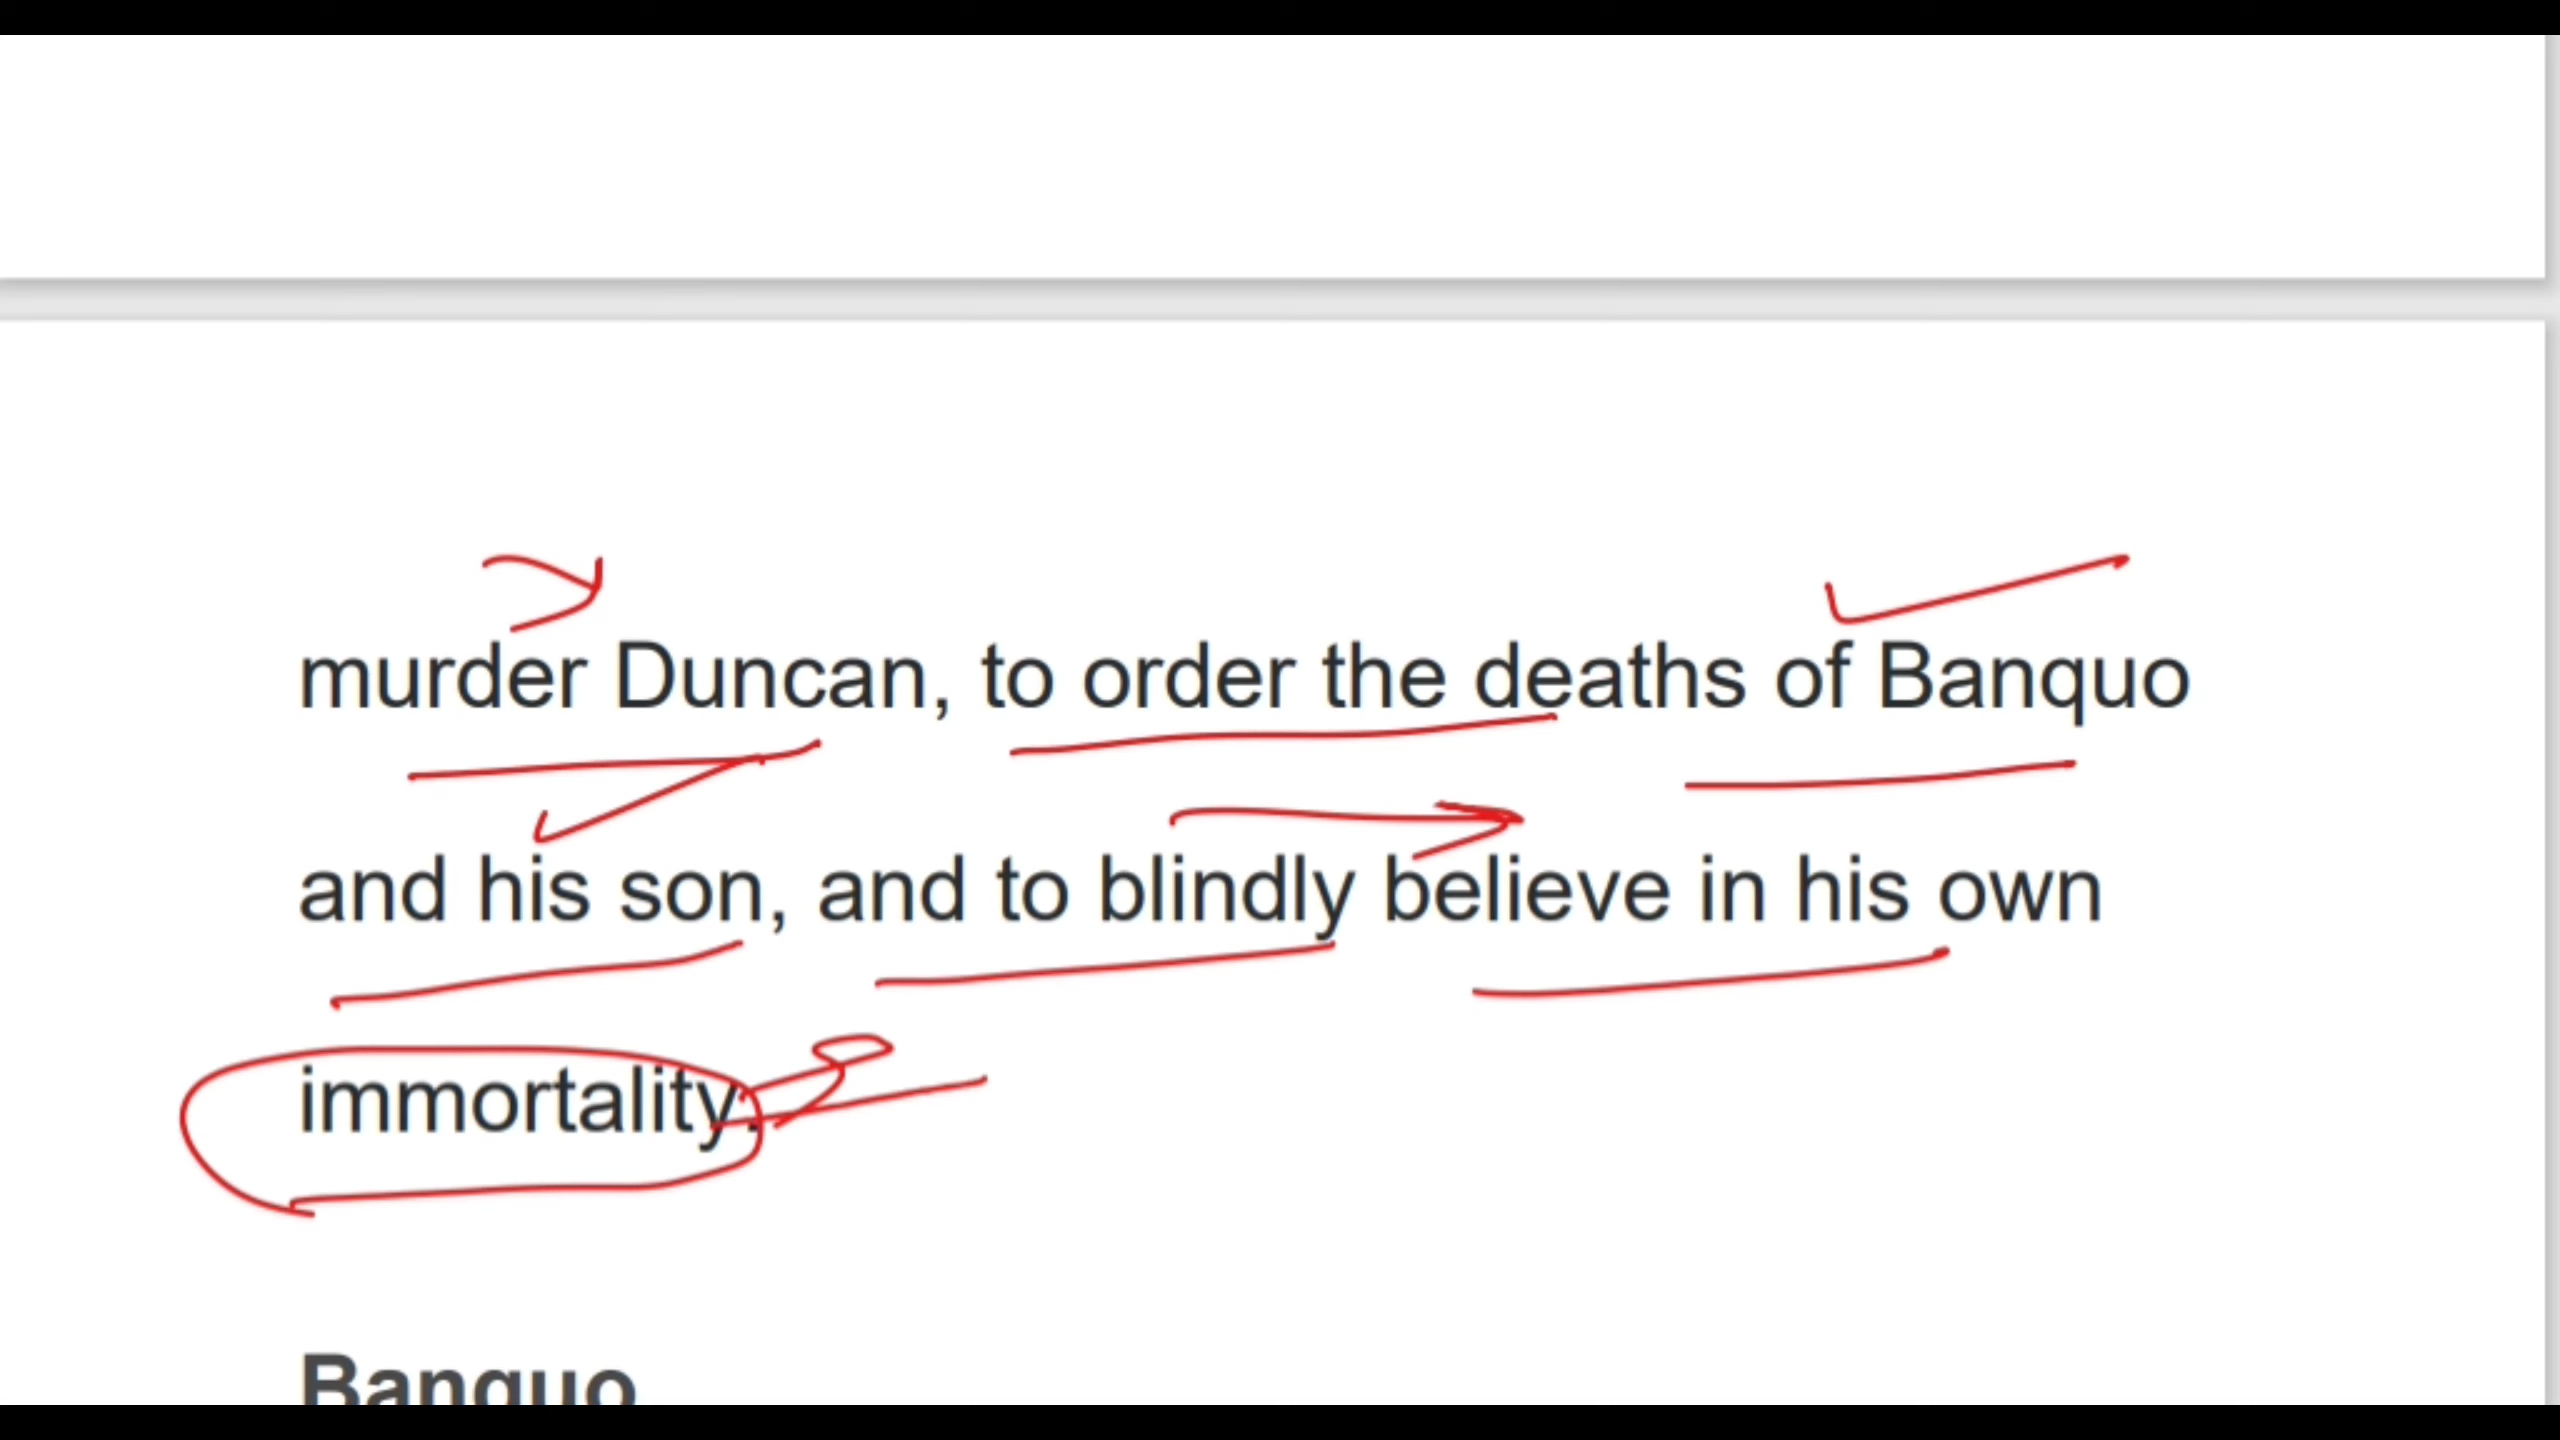 murder Duncan, to order the deaths of Banquo
and his son, and to blindly believe in his own
immortality.
Banquo